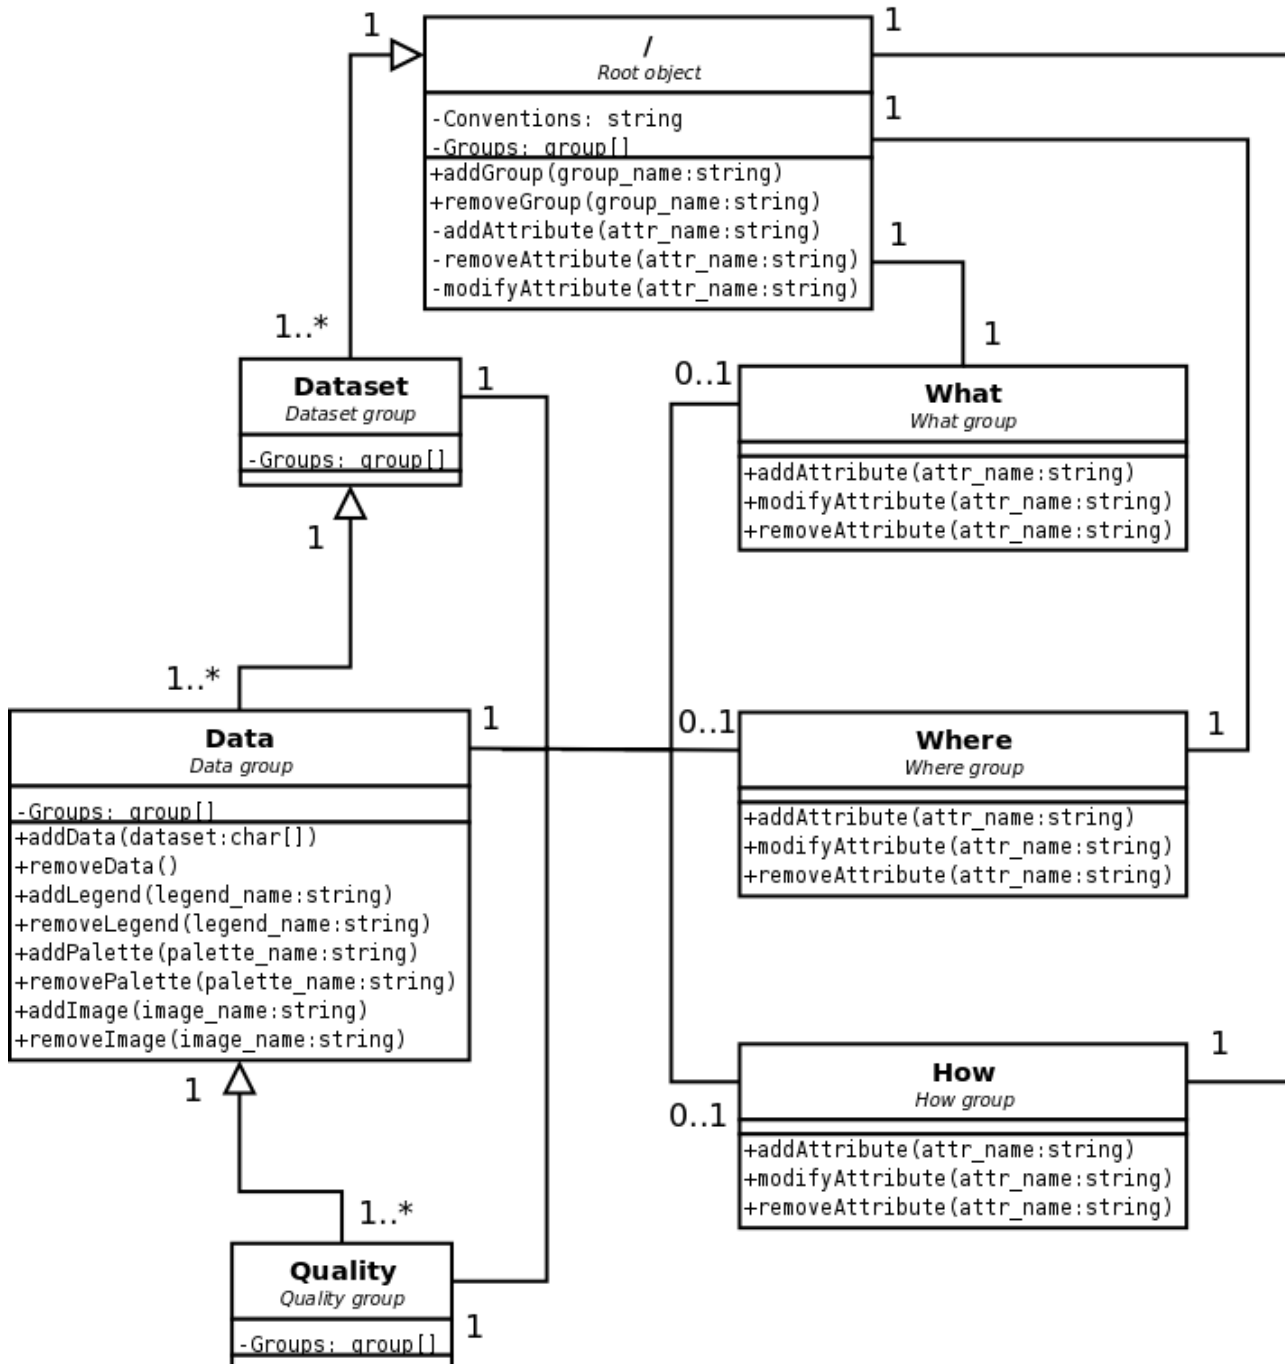 1
1
/
Root object
-Conventions: string
-Groups: group[]
+addGroup(group_name:string)
+removeGroup(group_name:string)
-addAttribute(attr_name:string)
-removeAttribute(attr_name:string)
-modifyAttribute(attr_name:string)
1
1
1..*
1
Dataset
Dataset group
-Groups: group[]
1
0..1
What
What group
+addAttribute(attr_name:string)
+modifyAttribute(attr_name:string)
+removeAttribute(attr_name:string)
1
1..*
Data
Data group
-Groups: group[]
+addData(dataset:char[])
+removeData()
+addLegend(legend_name:string)
+removeLegend(legend_name:string)
+addPalette(palette_name:string)
+removePalette(palette_name:string)
+addImage(image_name:string)
+removeImage(image_name:string)
1
0..1
Where
Where group
+addAttribute(attr_name:string)
+modifyAttribute(attr_name:string)
+removeAttribute(attr_name:string)
1
1
0..1
How
How group
+addAttribute(attr_name:string)
+modifyAttribute(attr_name:string)
+removeAttribute(attr_name:string)
1
1..*
Quality
Quality group
-Groups: group[]
1